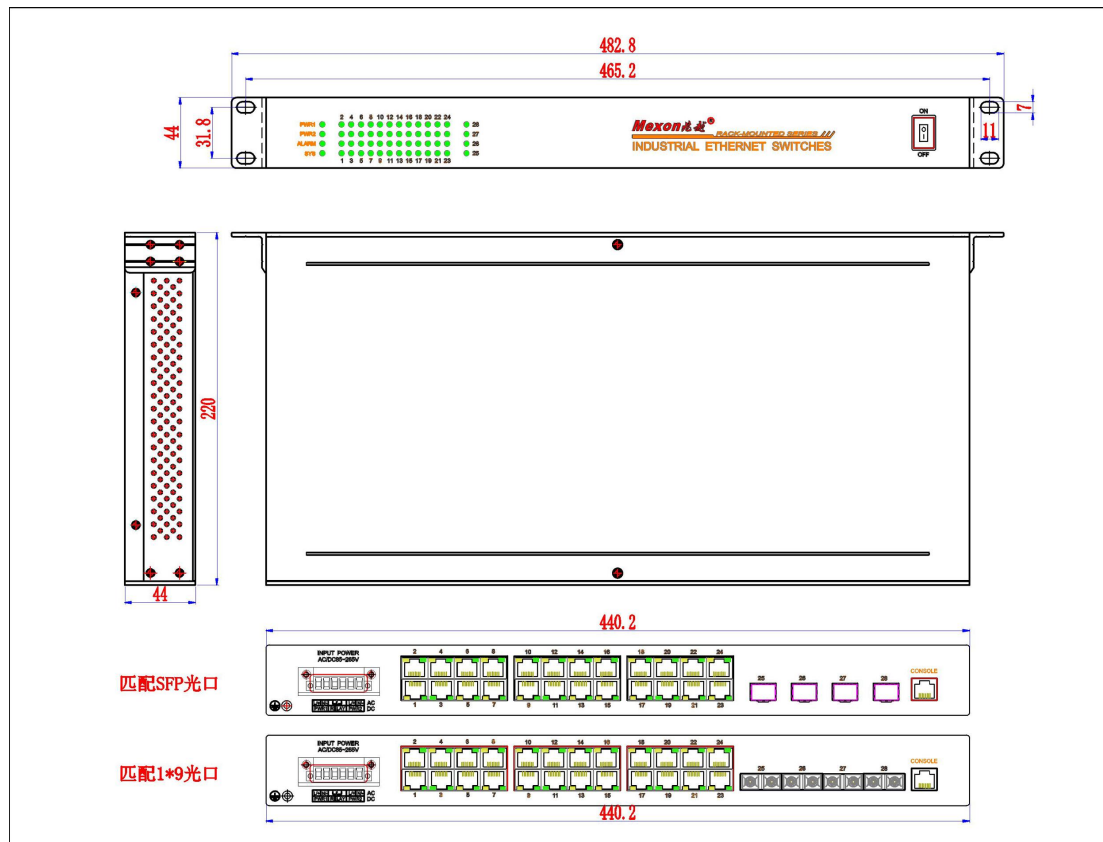 482.8
465.2
44
31.8
7
11
2 4 6 8 10 12 14 16 18 20 22 24
PWR1
PWR2
ALARM
SYS
28
27
26
25
1 3 5 7 9 11 13 15 17 19 21 23
Mexon ®
RACK-MOUNTED SERIES ///
INDUSTRIAL ETHERNET SWITCHES
ON
OFF
220
44
440.2
匹配SFP光口
INPUT POWER
AC/DC85-265V
AC
DC
2 4 6 8 10 12 14 16 18 20 22 24
1 3 5 7 9 11 13 15 17 19 21 23
25 26 27 28
CONSOLE
匹配1*9光口
INPUT POWER
AC/DC85-265V
AC
DC
2 4 6 8 10 12 14 16 18 20 22 24
1 3 5 7 9 11 13 15 17 19 21 23
25 26 27 28
CONSOLE
440.2